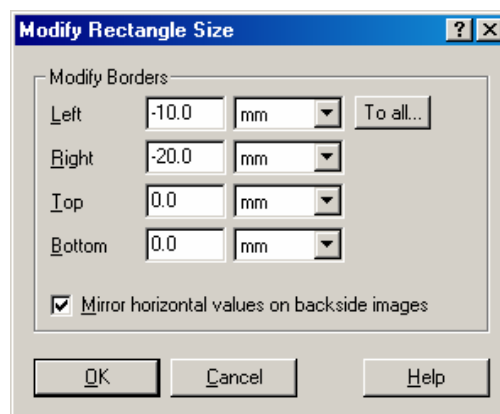 Modify Rectangle Size
Modify Borders
Left -10.0 mm To all...
Right -20.0 mm
Top 0.0 mm
Bottom 0.0 mm
Mirror horizontal values on backside images
OK Cancel Help